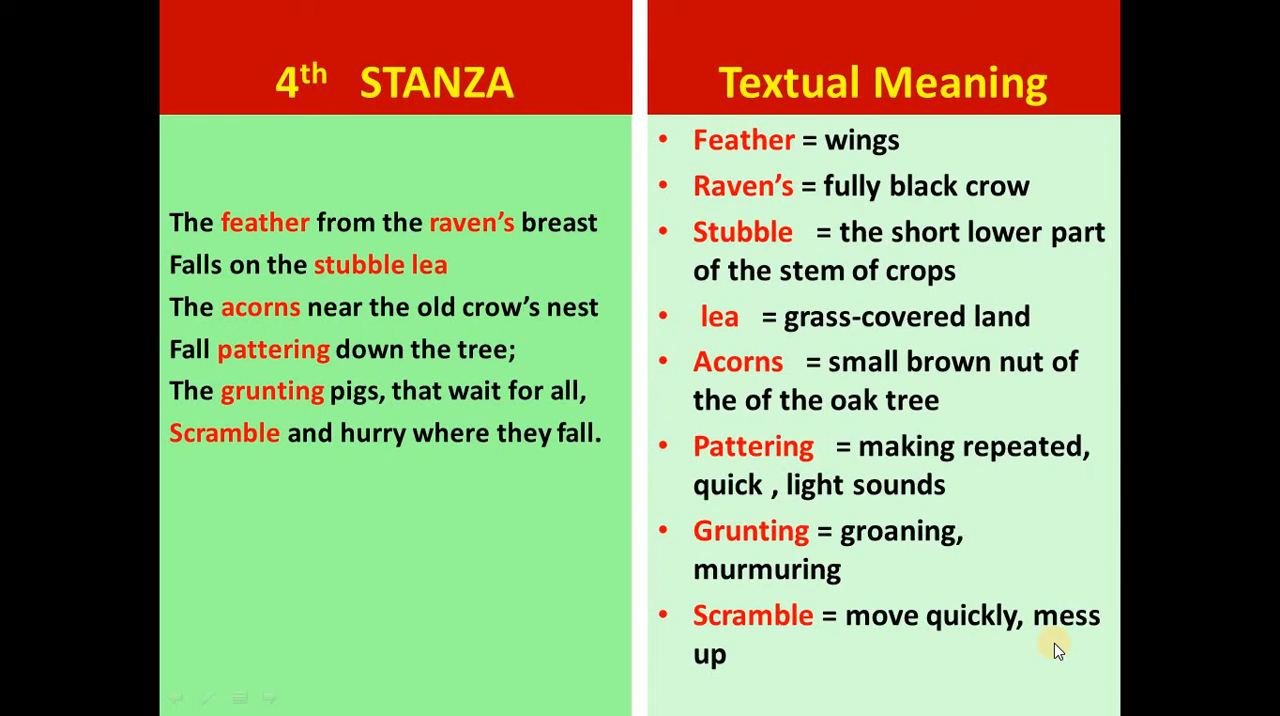 4th STANZA
The feather from the raven's breast
Falls on the stubble lea
The acorns near the old crow's nest
Fall pattering down the tree;
The grunting pigs, that wait for all,
Scramble and hurry where they fall.
Textual Meaning
• Feather = wings
• Raven's = fully black crow
• Stubble = the short lower part
of the stem of crops
• lea = grass-covered land
• Acorns = small brown nut of
the of the oak tree
• Pattering = making repeated,
quick , light sounds
• Grunting = groaning,
murmuring
• Scramble = move quickly, mess
up